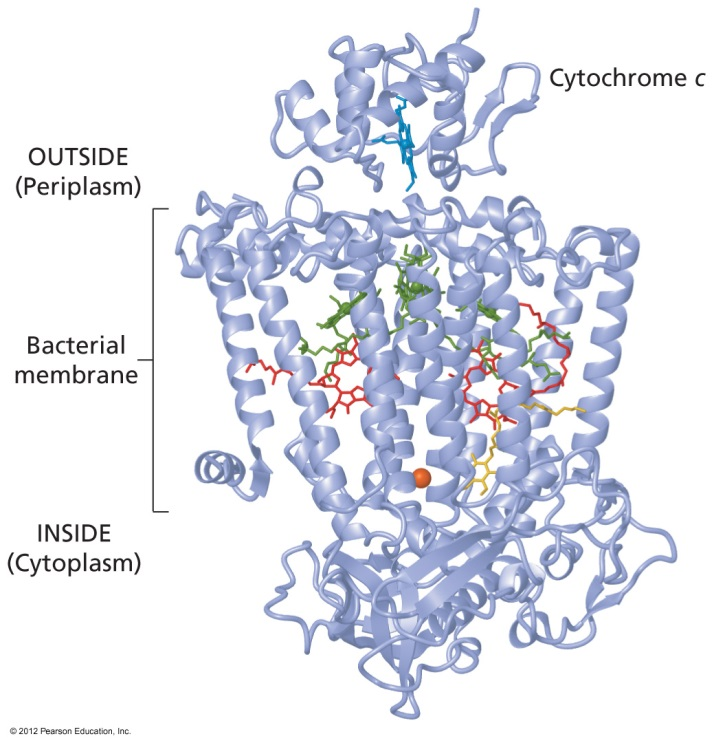 Cytochrome c
OUTSIDE
(Periplasm)
Bacterial
membrane
INSIDE
(Cytoplasm)
© 2012 Pearson Education, Inc.